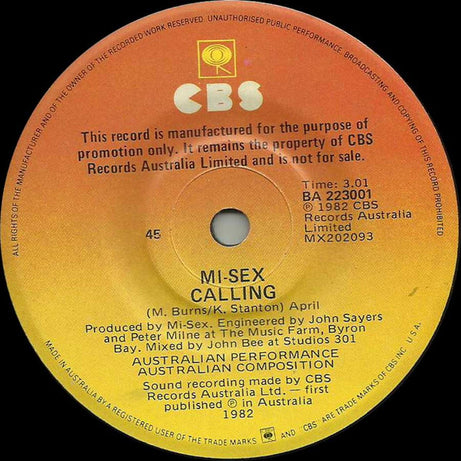 ALL RIGHTS OF THE MANUFACTURER AND OF THE OWNER OF THE RECORDED WORK RESERVED. UNAUTHORISED PUBLIC PERFORMANCE, BROADCASTING AND COPYING OF THIS RECORD PROHIBITED
CBS
This record is manufactured for the purpose of
promotion only. It remains the property of CBS
Records Australia Limited and is not for sale.
Time: 3.01
BA 223001
℗ 1982 CBS
Records Australia
Limited
MX202093
45
MI-SEX
CALLING
(M. Burns/K. Stanton) April
Produced by Mi-Sex. Engineered by John Sayers
and Peter Milne at The Music Farm, Byron
Bay. Mixed by John Bee at Studios 301
AUSTRALIAN PERFORMANCE
AUSTRALIAN COMPOSITION
Sound recording made by CBS
Records Australia Ltd. — first
published ℗ in Australia
1982
MADE IN AUSTRALIA BY A REGISTERED USER OF THE TRADE MARKS AND CBS ARE TRADE MARKS OF CBS INC. U.S.A.